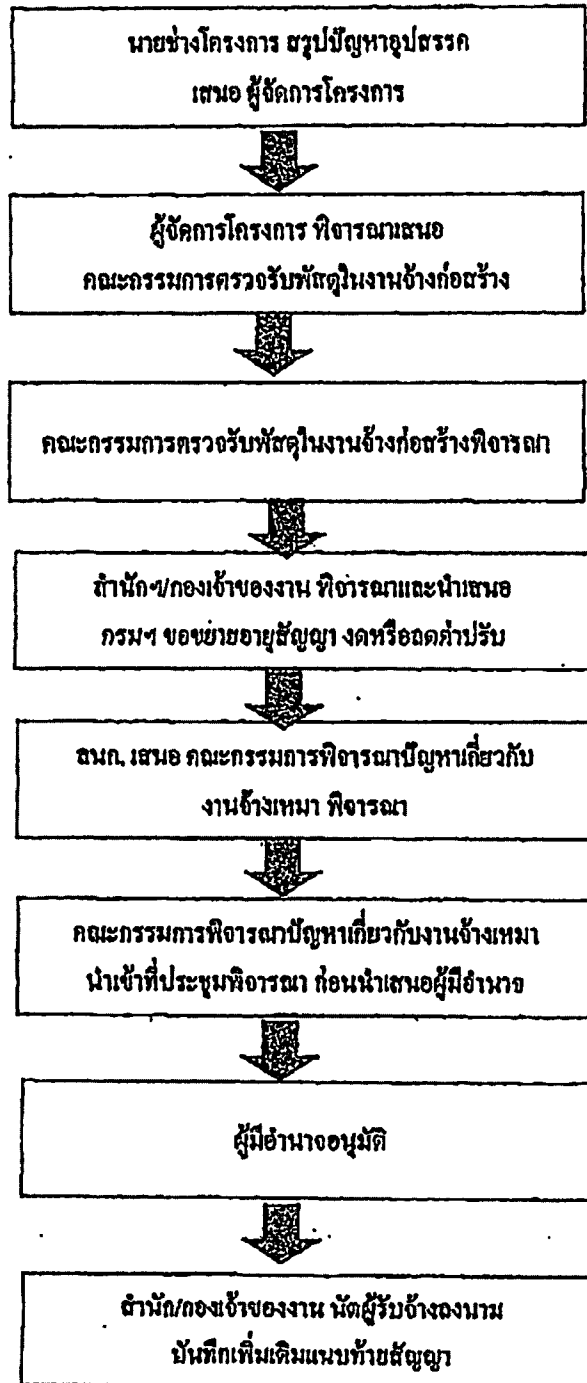 นายช่างโครงการ สรุปปัญหาอุปสรรค
เสนอ ผู้จัดการโครงการ
ผู้จัดการโครงการ พิจารณาเสนอ
คณะกรรมการตรวจรับพัสดุในงานจ้างก่อสร้าง
คณะกรรมการตรวจรับพัสดุในงานจ้างก่อสร้างพิจารณา
สำนักฯ/กองเจ้าของงาน พิจารณาและนำเสนอ
กรมฯ ขอขยายอายุสัญญา งดหรือลดค่าปรับ
สนก. เสนอ คณะกรรมการพิจารณาปัญหาเกี่ยวกับ
งานจ้างเหมา พิจารณา
คณะกรรมการพิจารณาปัญหาเกี่ยวกับงานจ้างเหมา
นำเข้าที่ประชุมพิจารณา ก่อนนำเสนอผู้มีอำนาจ
ผู้มีอำนาจอนุมัติ
สำนัก/กองเจ้าของงาน นัดผู้รับจ้างลงนาม
บันทึกเพิ่มเติมแนบท้ายสัญญา